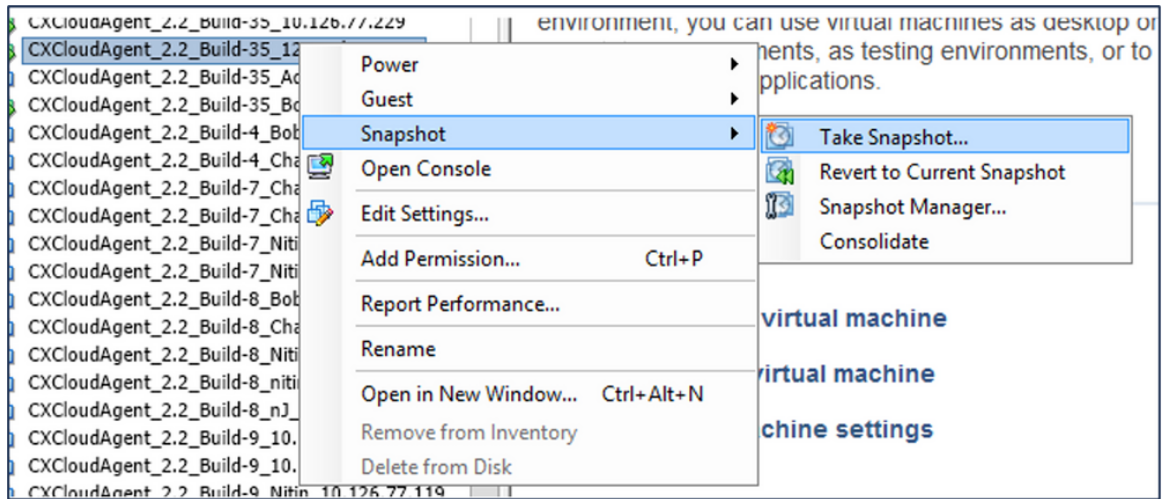 CXCloudAgent_2.2_Build-35_10.126.77.229
CXCloudAgent_2.2_Build-35_12
CXCloudAgent_2.2_Build-35_Ad
CXCloudAgent_2.2_Build-35_Bo
CXCloudAgent_2.2_Build-4_Bob
CXCloudAgent_2.2_Build-4_Cha
CXCloudAgent_2.2_Build-7_Cha
CXCloudAgent_2.2_Build-7_Cha
CXCloudAgent_2.2_Build-7_Niti
CXCloudAgent_2.2_Build-7_Niti
CXCloudAgent_2.2_Build-8_Bob
CXCloudAgent_2.2_Build-8_Cha
CXCloudAgent_2.2_Build-8_Niti
CXCloudAgent_2.2_Build-8_niti
CXCloudAgent_2.2_Build-8_nJ_
CXCloudAgent_2.2_Build-9_10.
CXCloudAgent_2.2_Build-9_10.
CXCloudAgent_2.2_Build-9_Nitin_10.126.77.119
Power
Guest
Snapshot
Open Console
Edit Settings...
Add Permission... Ctrl+P
Report Performance...
Rename
Open in New Window... Ctrl+Alt+N
Remove from Inventory
Delete from Disk
Take Snapshot...
Revert to Current Snapshot
Snapshot Manager...
Consolidate
environment, you can use virtual machines as desktop or
ments, as testing environments, or to
pplications.
virtual machine
virtual machine
chine settings